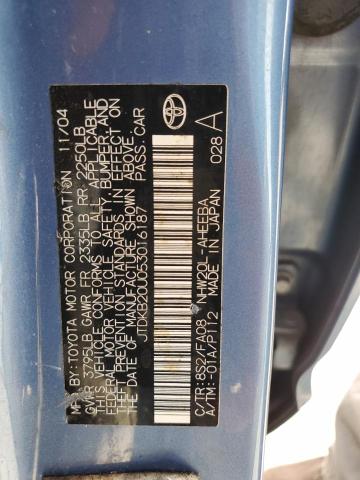 MFD. BY: TOYOTA MOTOR CORPORATION 11/04
GVWR 3795LB GAWR FR 2335LB RR 2250LB
THIS VEHICLE CONFORMS TO ALL APPLICABLE
FEDERAL MOTOR VEHICLE SAFETY, BUMPER, AND
THEFT PREVENTION STANDARDS IN EFFECT ON
THE DATE OF MANUFACTURE SHOWN ABOVE.
JTDKB20U053016187 PASS.CAR
C/TR:8S2/FA08 NHW20L-AHEEBA
A/TM:-01A/P112 MADE IN JAPAN
028 A